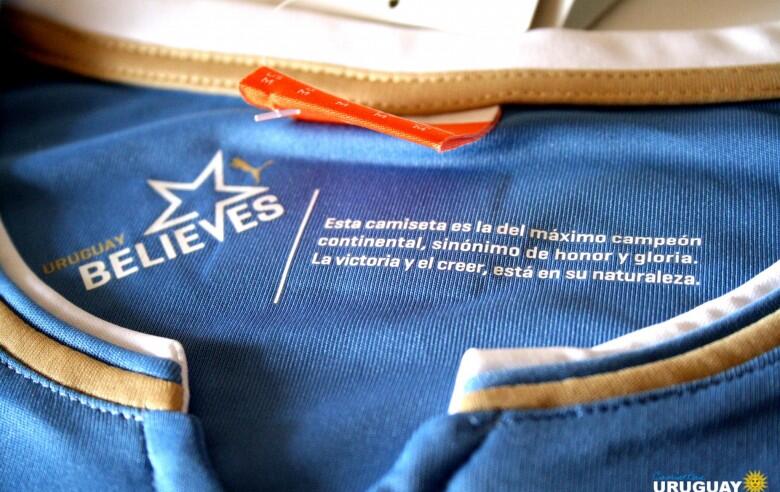 URUGUAY
BELIEVES
Esta camiseta es la del máximo campeón
continental, sinónimo de honor y gloria.
La victoria y el creer, está en su naturaleza.
M
M
M
M
URUGUAY